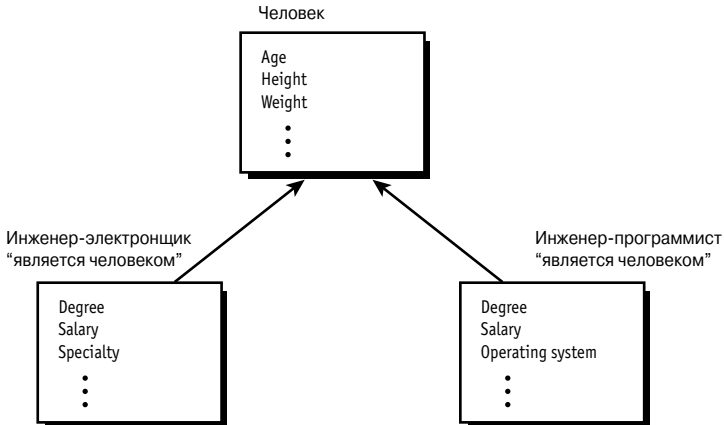 Человек
Age
Height
Weight
Инженер-электронщик
“является человеком”
Degree
Salary
Specialty
Инженер-программист
“является человеком”
Degree
Salary
Operating system